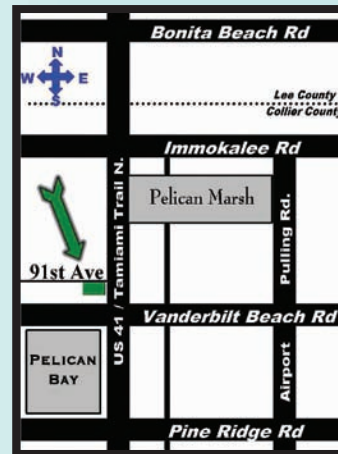 Bonita Beach Rd
N
W E
S
Lee County
Collier County
Immokalee Rd
US 41 / Tamiami Trail N.
Pelican Marsh
Airport Pulling Rd.
91st Ave
Vanderbilt Beach Rd
PELICAN
BAY
Pine Ridge Rd